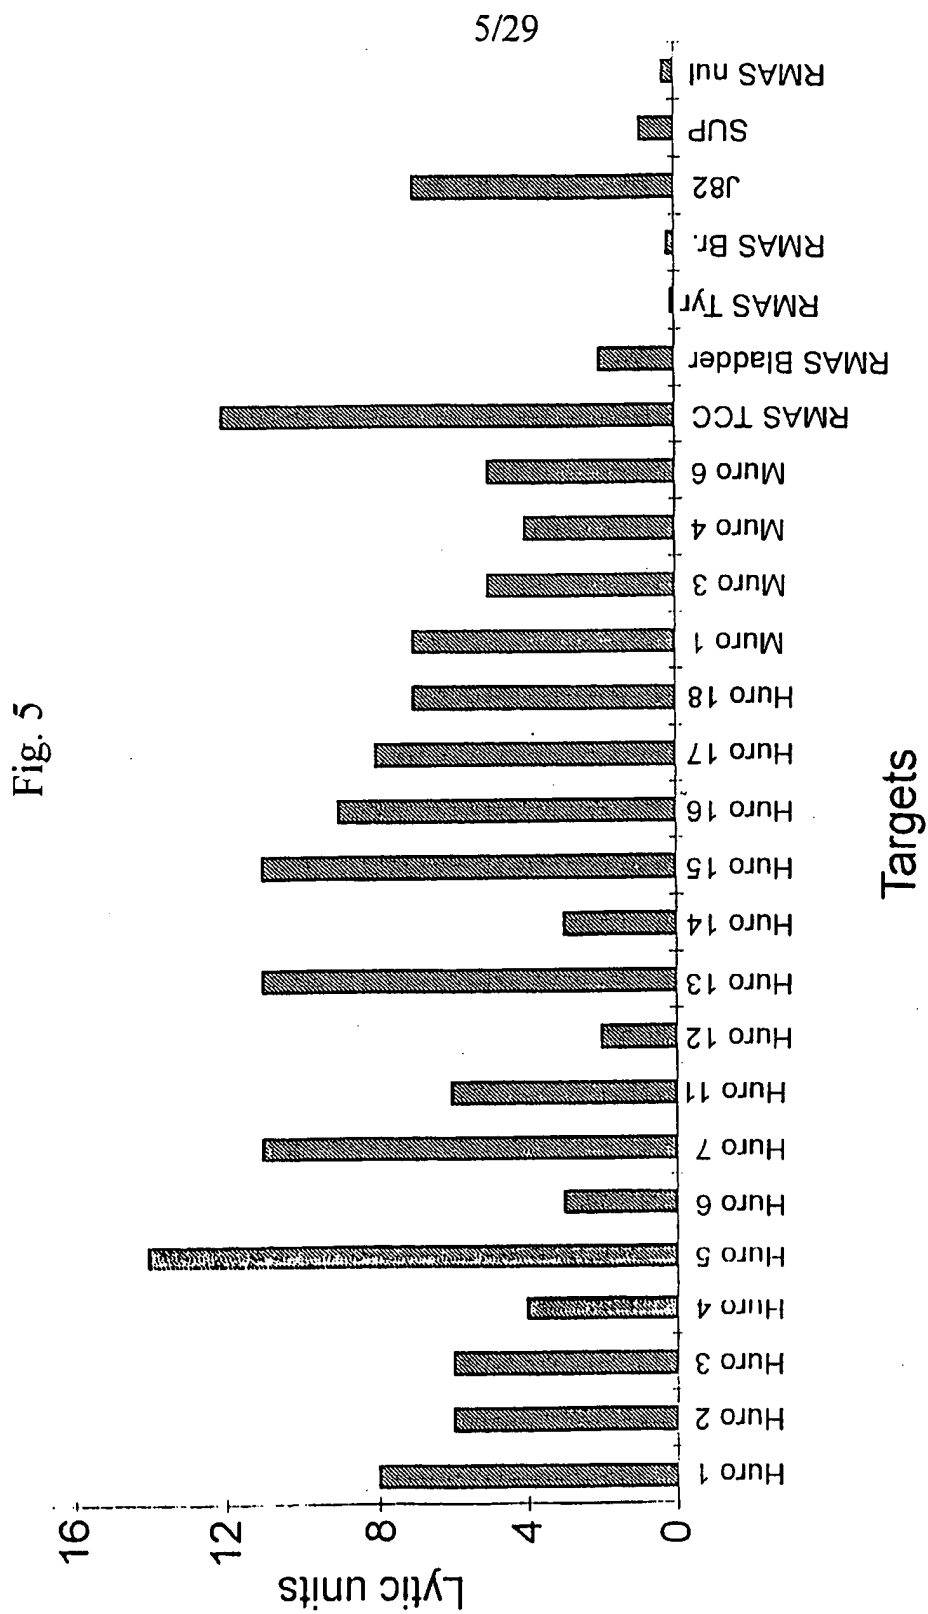 5/29
Fig. 5
Lytic units
16
12
8
4
0
Huro 1
Huro 2
Huro 3
Huro 4
Huro 5
Huro 6
Huro 7
Huro 11
Huro 12
Huro 13
Huro 14
Huro 15
Huro 16
Huro 17
Huro 18
Muro 1
Muro 3
Muro 4
Muro 6
RMAS TCC
RMAS Bladder
RMAS Tyr
RMAS Br.
J82
SUP
RMAS nul
Targets